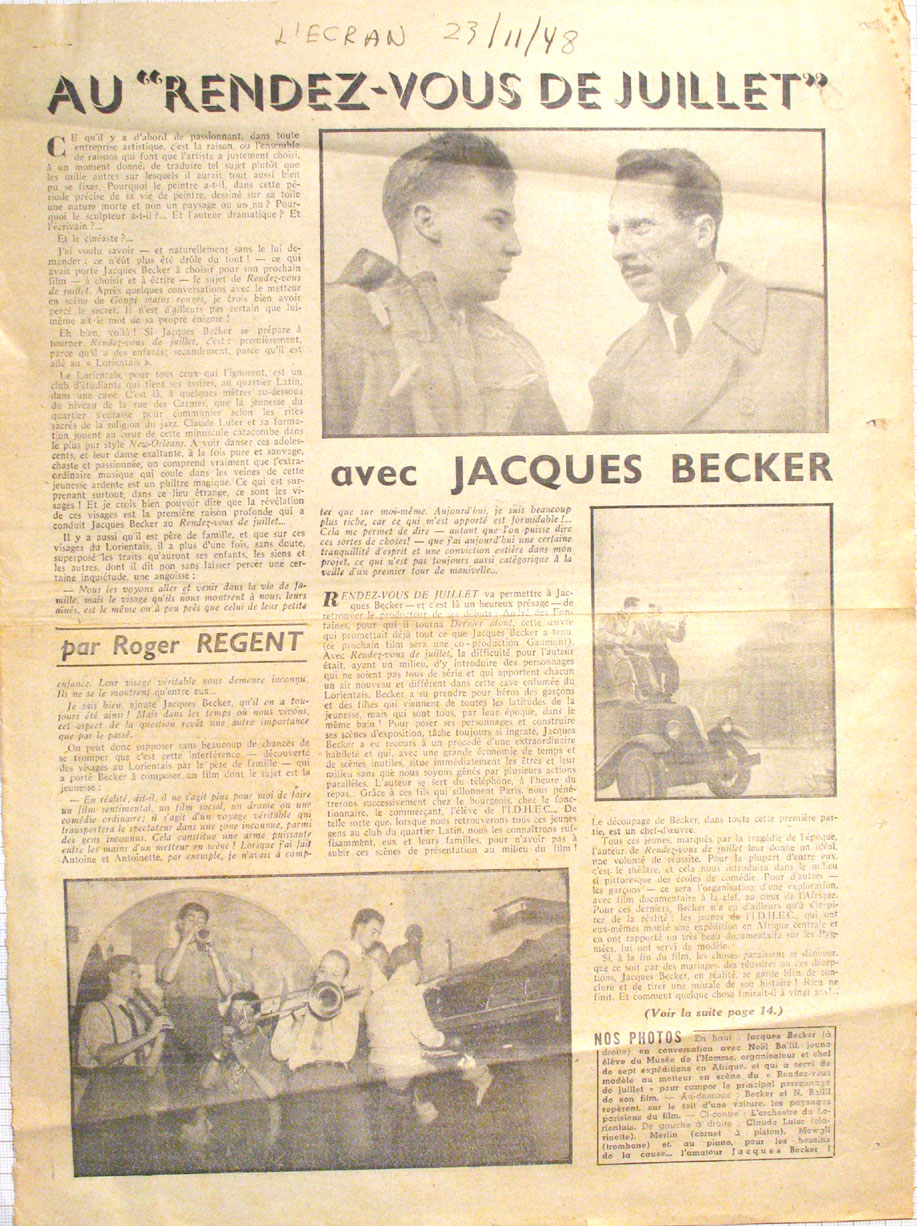 L'ECRAN 23/11/48
AU "RENDEZ-VOUS DE JUILLET"
CE qu'il y a d'abord de passionnant, dans toute
entreprise artistique, c'est la raison, ou l'ensemble
de raisons qui font que l'artiste a justement choisi,
à un moment donné, de traduire tel sujet plutôt que
les mille autres sur lesquels il aurait tout aussi bien
pu se fixer. Pourquoi le peintre a-t-il, dans cette pé-
riode précise de sa vie de peintre, dessiné sur sa toile
une nature morte et non un paysage ou un nu ? Pour-
quoi le sculpteur a-t-il ?... Et l'auteur dramatique ? Et
l'écrivain ?...
Et le cinéaste ?...
J'ai voulu savoir — et naturellement sans le lui de-
mander : ce n'eût plus été drôle du tout ! — ce qui
avait porté Jacques Becker à choisir pour son prochain
film — à choisir et à écrire — le sujet de Rendez-vous
de juillet. Après quelques conversations avec le metteur
en scène de Goupi mains rouges, je crois bien avoir
percé le secret. Il n'est d'ailleurs pas certain que lui-
même ait le mot de sa propre énigme !
Eh bien, voilà ! Si Jacques Becker se prépare à
tourner Rendez-vous de juillet, c'est : premièrement,
parce qu'il a des enfants; secondement, parce qu'il est
allé au « Lorientais ».
Le Lorientais, pour tous ceux qui l'ignorent, est un
club d'étudiants qui tient ses assises, au quartier Latin,
dans une cave. C'est là, à quelques mètres au-dessous
du niveau de la rue des Carmes, que la jeunesse du
quartier s'entasse pour communier selon les rites
sacrés de la religion du jazz. Claude Luter et sa forma-
tion jouent au cœur de cette minuscule catacombe dans
le plus pur style New-Orleans. A voir danser ces adoles-
cents, et leur danse exaltante, à la fois pure et sauvage,
chaste et passionnée, on comprend vraiment que l'extra-
ordinaire musique qui coule dans les veines de cette
jeunesse ardente est un philtre magique. Ce qui est sur-
prenant surtout, dans ce lieu étrange, ce sont les vi-
sages ! Et je crois bien pouvoir dire que la révélation
de ces visages est la première raison profonde qui a
conduit Jacques Becker au Rendez-vous de juillet...
Il y a aussi qu'il est père de famille, et que sur ces
visages du Lorientais, il a plus d'une fois, sans doute,
superposé les traits qu'auront ses enfants, les siens et
les autres, dont il dit non sans laisser percer une cer-
taine inquiétude, une angoisse :
— Nous les voyons aller et venir dans la vie de fa-
mille, mais le visage qu'ils nous montrent à nous, leurs
aînés, est le même ou à peu près que celui de leur petite
par Roger REGENT
enfance. Leur visage véritable nous demeure inconnu.
Ils ne se le montrent qu'entre eux...
Je sais bien, ajoute Jacques Becker, qu'il en a tou-
jours été ainsi ! Mais dans les temps où nous vivons,
cet aspect de la question revêt une autre importance
que par le passé.
On peut donc supposer sans beaucoup de chances de
se tromper que c'est cette interférence — découverte
des visages au Lorientais par le père de famille — qui
a porté Becker à composer un film dont le sujet est la
jeunesse :
— En réalité, dit-il, il ne s'agit plus pour moi de faire
un film sentimental, un film social, un drame ou une
comédie ordinaire; il s'agit d'un voyage véritable qui
transportera le spectateur dans une zone inconnue, parmi
des gens inconnus. Cela constitue une arme puissante
entre les mains d'un metteur en scène ! Lorsque j'ai fait
Antoine et Antoinette, par exemple, je n'avais à comp-
avec JACQUES BECKER
ter que sur moi-même. Aujourd'hui, je suis beaucoup
plus riche, car ce qui m'est apporté est formidable !...
Cela me permet de dire — autant que l'on puisse dire
ces sortes de choses! — que j'ai aujourd'hui une certaine
tranquillité d'esprit et une conviction entière dans mon
projet, ce qui n'est pas toujours aussi catégorique à la
veille d'un premier tour de manivelle...
RENDEZ-VOUS DE JUILLET va permettre à Jac-
ques Becker — et c'est là un heureux présage — de
retrouver le producteur de ses débuts : André des Fon-
taines, pour qui il tourna Dernier atout, cette œuvre
qui promettait déjà tout ce que Jacques Becker a tenu.
(ce prochain film sera une co-production Gaumont).
Avec Rendez-vous de juillet, la difficulté pour l'auteur
était, ayant un milieu, d'y introduire des personnages
qui ne soient pas tous de série et qui apportent chacun
un air nouveau et différent dans cette cave enfumée du
Lorientais. Becker a su prendre pour héros des garçons
et des filles qui viennent de toutes les latitudes de la
jeunesse, mais qui sont tous, par leur époque, dans le
même bain ! Pour poser ses personnages et construire
ses scènes d'exposition, tâche toujours si ingrate, Jacques
Becker a eu recours à un procédé d'une extraordinaire
habileté et qui, avec une grande économie de temps et
de scènes inutiles, situe immédiatement les êtres et leur
milieu sans que nous soyons gênés par plusieurs actions
parallèles. L'auteur se sert du téléphone, à l'heure du
repas... Grâce à ces fils qui sillonnent Paris, nous péné-
trerons successivement chez le bourgeois, chez le fonc-
tionnaire, le commerçant, l'élève de l'I.D.H.E.C... De
telle sorte que, lorsque nous retrouverons tous ces jeunes
gens au club du quartier Latin, nous les connaîtrons suf-
fisamment, eux et leurs familles, pour n'avoir pas à
subir ces scènes de présentation au milieu du film !
Le découpage de Becker, dans toute cette première par-
tie, est un chef-d'œuvre.
Tous ces jeunes, marqués par la tragédie de l'époque,
l'auteur de Rendez-vous de juillet leur donne un idéal,
une volonté de réussite. Pour la plupart d'entre eux,
c'est le théâtre, et cela nous introduira dans le milieu
si pittoresque des écoles de comédie. Pour d'autres —
les garçons — ce sera l'organisation d'une exploration,
avec film documentaire à la clef, au cœur de l'Afrique.
Pour ces derniers, Becker n'a eu d'ailleurs qu'à s'inspi-
rer de la réalité : les jeunes de l'I.D.H.E.C., qui ont
eux-mêmes monté une expédition en Afrique centrale et
en ont rapporté un très beau documentaire sur les Pyg-
mées, lui ont servi de modèle.
Si, à la fin du film, les choses paraissent se dénouer,
que ce soit par des mariages, des réussites ou des décep-
tions, Jacques Becker, en réalité, se garde bien de con-
clure et de tirer une morale de son histoire ! Rien ne
finit. Et comment quelque chose finirait-il à vingt ans !...
(Voir la suite page 14.)
NOS PHOTOS En haut : Jacques Becker (à
droite) en conversation avec Noël Balif, jeune
élève du Musée de l'Homme, organisateur et chef
de sept expéditions en Afrique, et qui a servi de
modèle au metteur en scène du « Rendez-vous
de juillet » pour camper le principal personnage
de son film. — Au-dessous : Becker et N. Balif
repèrent, sur le toit d'une voiture, les paysages
parisiens du film. — Ci-contre : L'orchestre du Lo-
rientais. De gauche à droite : Claude Luter (cla-
rinette), Merlin (cornet à piston), Mowgli
(trombone) et, au piano, pour les besoins
de la cause... l'amateur Jacques Becker !